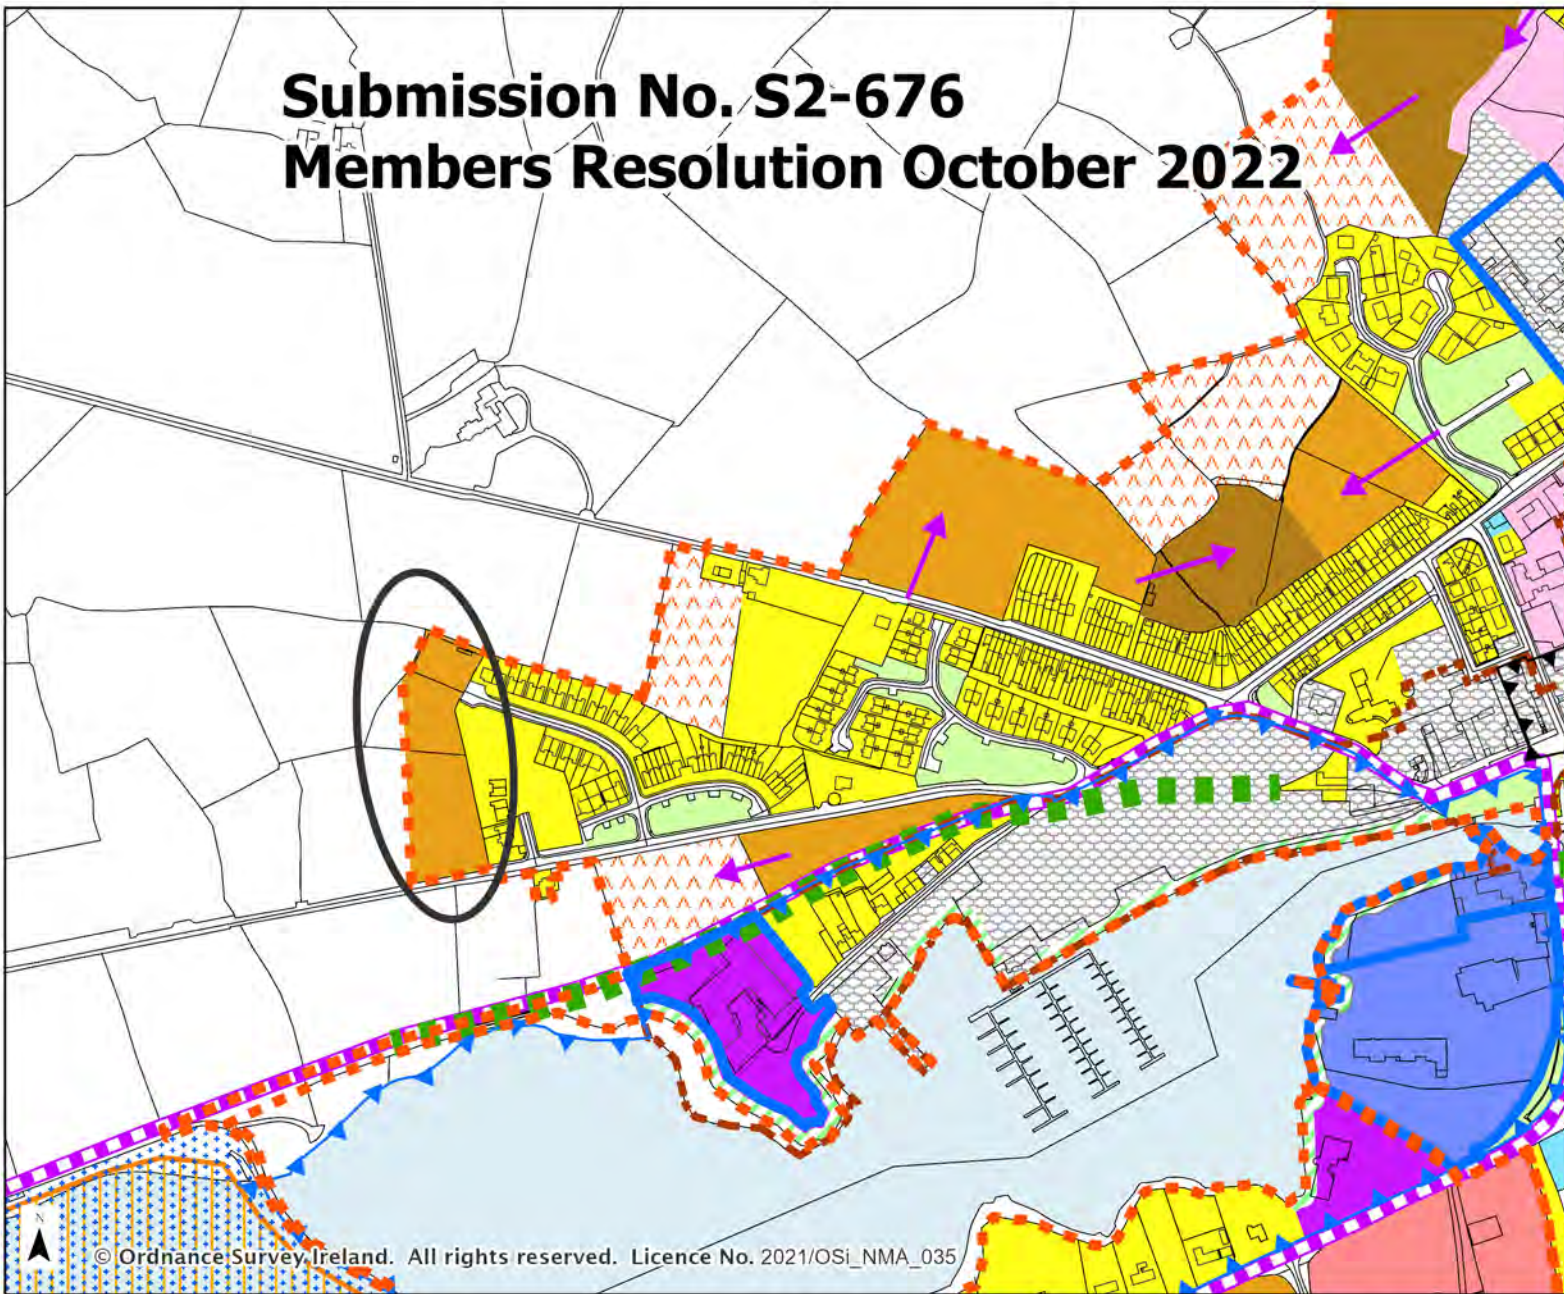 Submission No. S2-676
Members Resolution October 2022
N
© Ordnance Survey Ireland. All rights reserved. Licence No. 2021/OSi_NMA_035